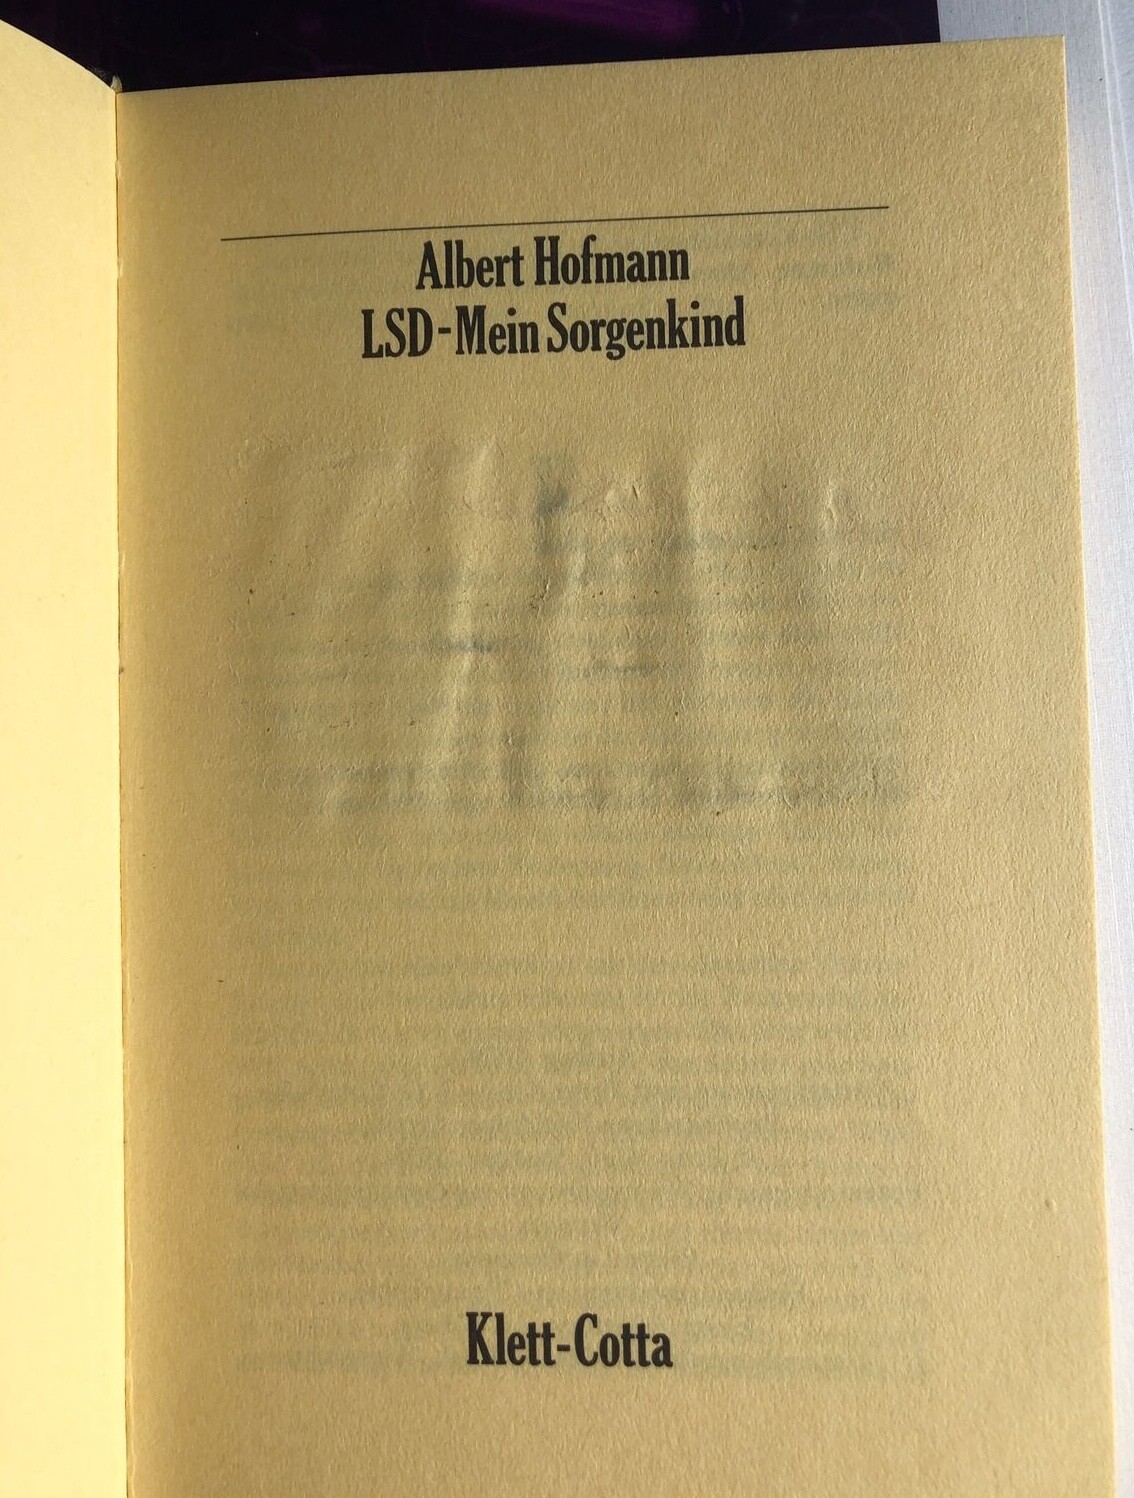 Albert Hofmann
LSD-Mein Sorgenkind
Klett-Cotta